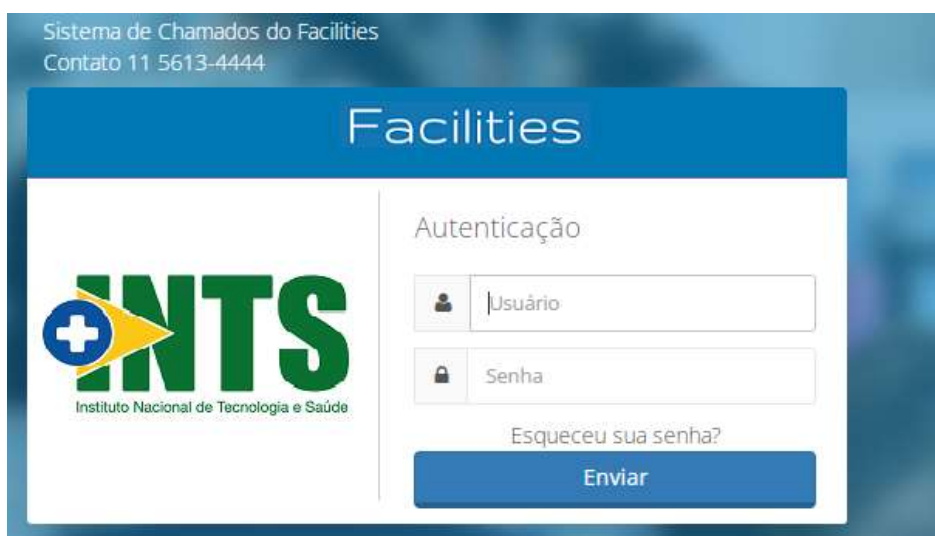 Sistema de Chamados do Facilities
Contato 11 5613-4444
Facilities
INTS
Instituto Nacional de Tecnologia e Saúde
Autenticação
Usuário
Senha
Esqueceu sua senha?
Enviar